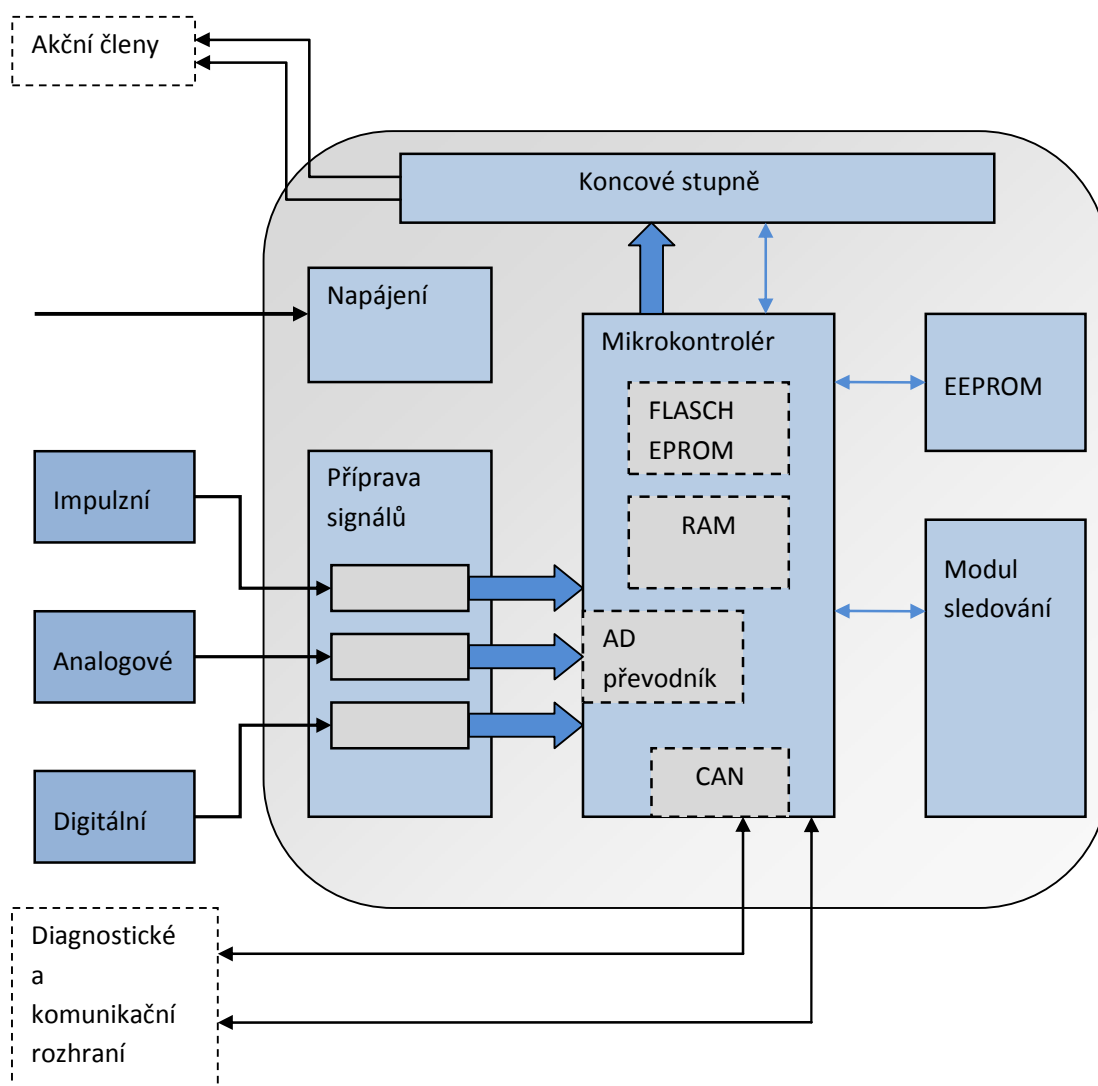 Akční členy
Koncové stupně
Napájení
Mikrokontrolér
FLASCH
EPROM
EEPROM
Impulzní
Příprava
signálů
RAM
Modul
sledování
Analogové
AD
převodník
Digitální
CAN
Diagnostické
a
komunikační
rozhraní